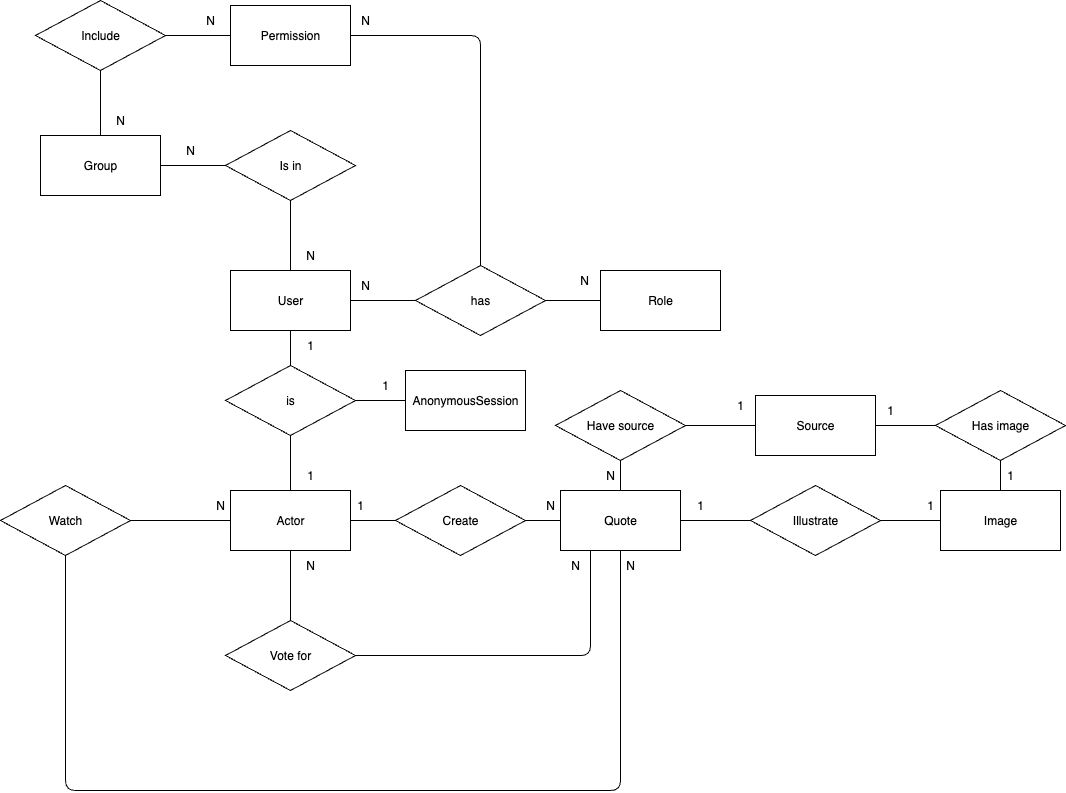 Include
N
Permission
N
N
Group
N
Is in
N
User
N
has
N
Role
1
is
1
AnonymousSession
Have source
1
Source
1
Has image
1
N
1
Watch
N
Actor
1
Create
N
Quote
1
Illustrate
1
Image
N
N
N
Vote for